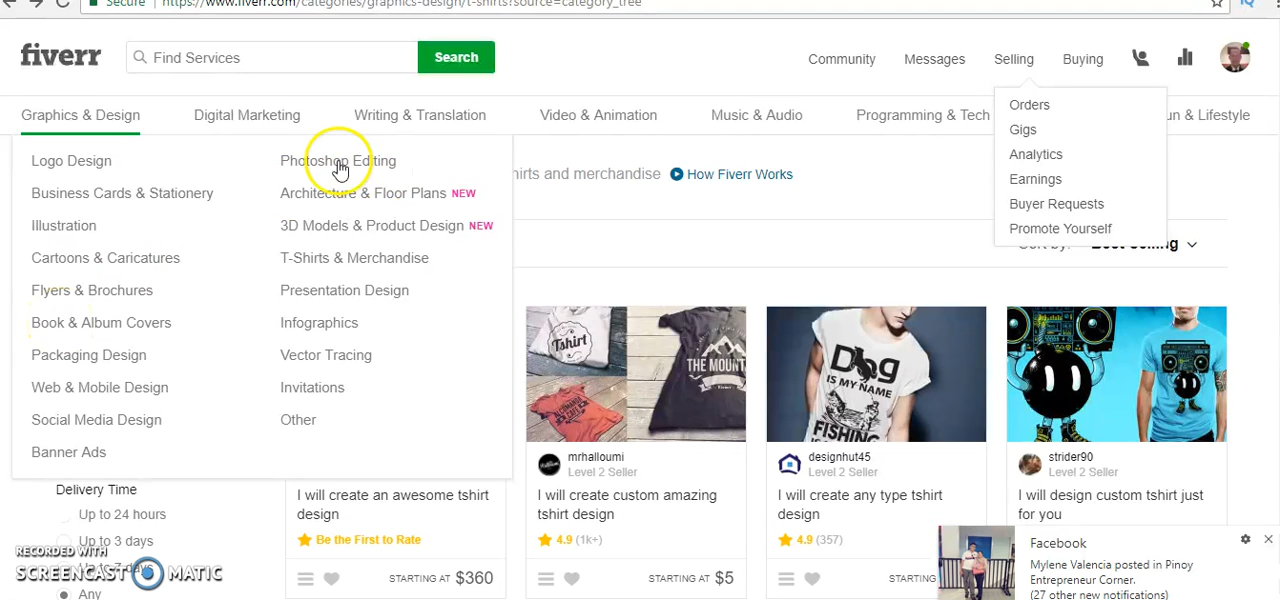 Secure https://www.fiverr.com/categories/graphics-design/t-shirts?source=category_tree
fiverr
Find Services
Search
Community
Messages
Selling
Buying
Orders
Gigs
Analytics
Earnings
Buyer Requests
Promote Yourself
Graphics & Design
Digital Marketing
Writing & Translation
Video & Animation
Music & Audio
Programming & Tech
un & Lifestyle
Logo Design
Business Cards & Stationery
Illustration
Cartoons & Caricatures
Flyers & Brochures
Book & Album Covers
Packaging Design
Web & Mobile Design
Social Media Design
Banner Ads
Photoshop Editing
Architecture & Floor Plans NEW
3D Models & Product Design NEW
T-Shirts & Merchandise
Presentation Design
Infographics
Vector Tracing
Invitations
Other
hirts and merchandise
How Fiverr Works
Sort by: Best Selling
Delivery Time
Up to 24 hours
Up to 3 days
Up to 7 days
Any
I will create an awesome tshirt
design
Be the First to Rate
STARTING AT $360
Tshirt
THE MOUNT
mrhalloumi
Level 2 Seller
I will create custom amazing
tshirt design
4.9 (1k+)
STARTING AT $5
Dog
IS MY NAME
FISHING
designhut45
Level 2 Seller
I will create any type tshirt
design
4.9 (357)
STARTING
strider90
Level 2 Seller
I will design custom tshirt just
for you
Facebook
Mylene Valencia posted in Pinoy
Entrepreneur Corner.
(27 other new notifications)
RECORDED WITH
SCREENCAST MATIC